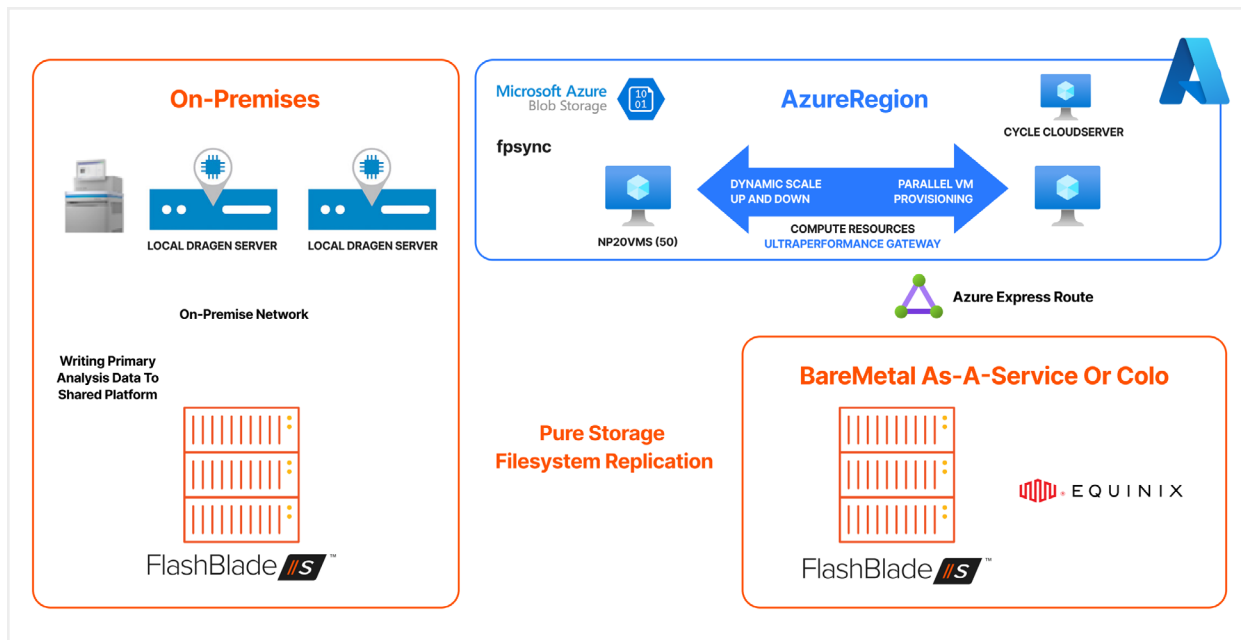 On-Premises
LOCAL DRAGEN SERVER
LOCAL DRAGEN SERVER
On-Premise Network
Writing Primary
Analysis Data To
Shared Platform
FlashBlade //S™
Microsoft Azure
Blob Storage
10
01
AzureRegion
CYCLE CLOUDSERVER
fpsync
NP20VMS (50)
DYNAMIC SCALE
UP AND DOWN
PARALLEL VM
PROVISIONING
COMPUTE RESOURCES
ULTRAPERFORMANCE GATEWAY
Azure Express Route
Pure Storage
Filesystem Replication
BareMetal As-A-Service Or Colo
EQUINIX
FlashBlade //S™